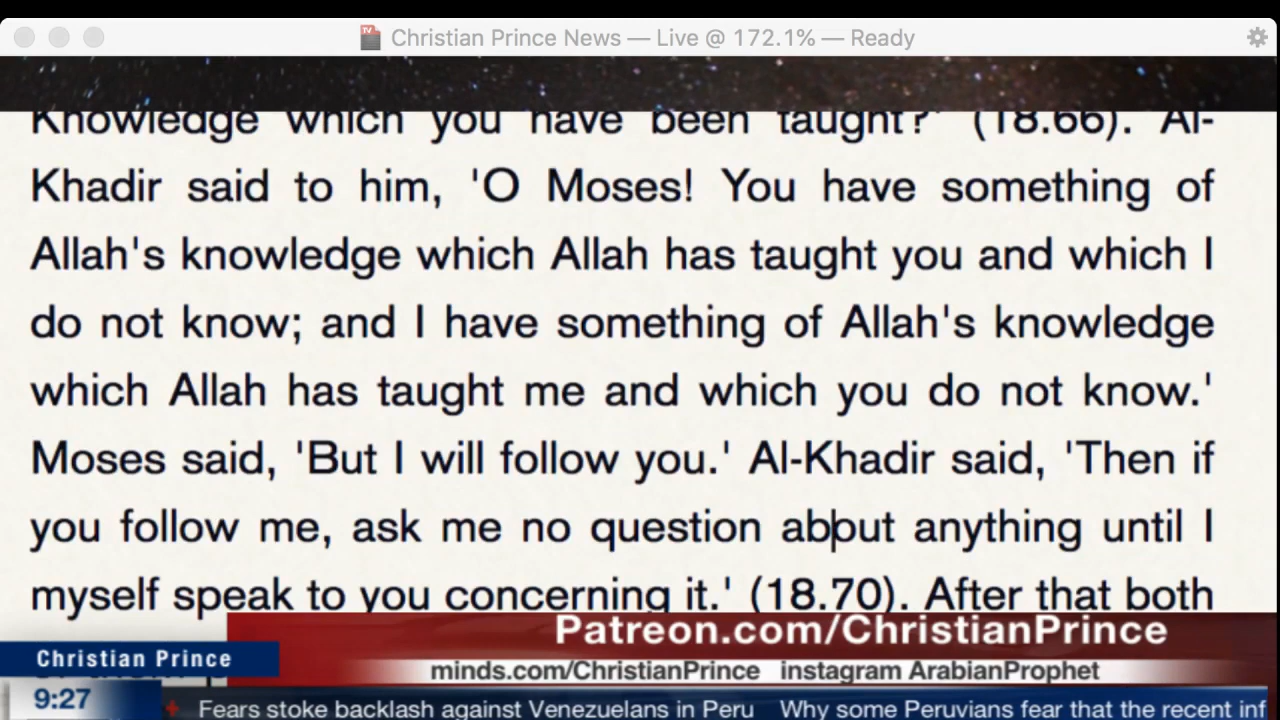 Christian Prince News — Live @ 172.1% — Ready
Knowledge which you have been taught?' (18.66). Al-
Khadir said to him, 'O Moses! You have something of
Allah's knowledge which Allah has taught you and which I
do not know; and I have something of Allah's knowledge
which Allah has taught me and which you do not know.'
Moses said, 'But I will follow you.' Al-Khadir said, 'Then if
you follow me, ask me no question about anything until I
myself speak to you concerning it.' (18.70). After that both
Patreon.com/ChristianPrince
Christian Prince
minds.com/ChristianPrince instagram ArabianProphet
9:27
Fears stoke backlash against Venezuelans in Peru Why some Peruvians fear that the recent inf